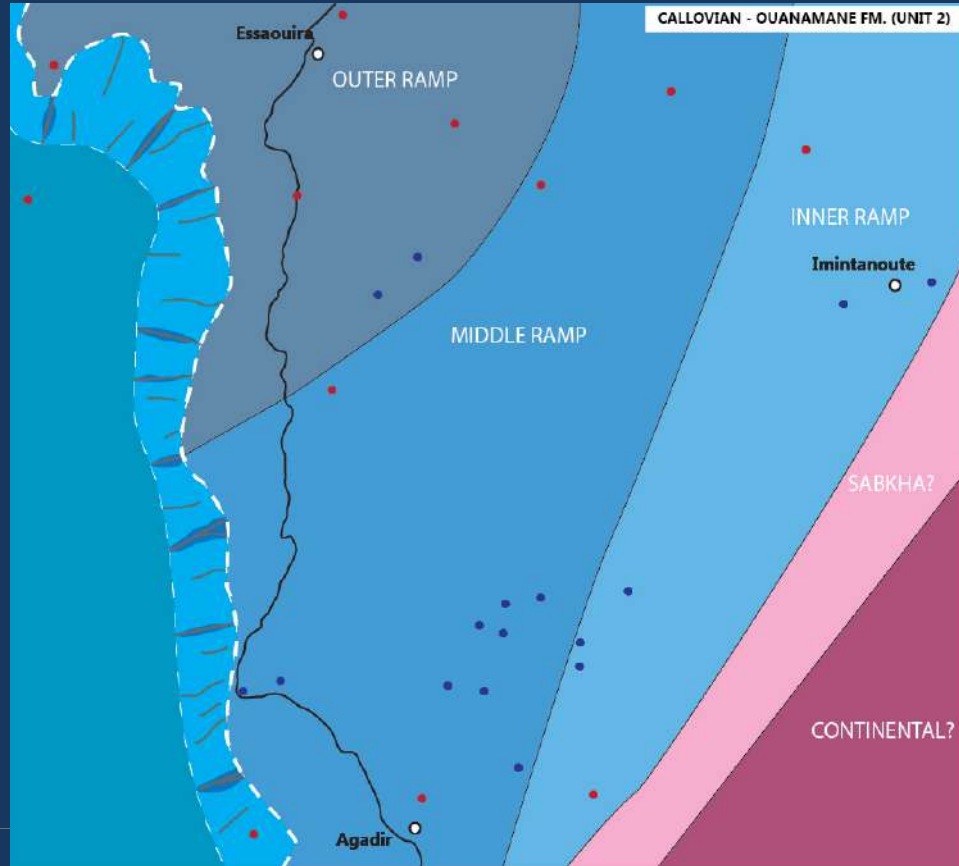 CALLOVIAN - OUANAMANE FM. (UNIT 2)
Essaouira
OUTER RAMP
INNER RAMP
Imintanoute
MIDDLE RAMP
SABKHA?
CONTINENTAL?
Agadir